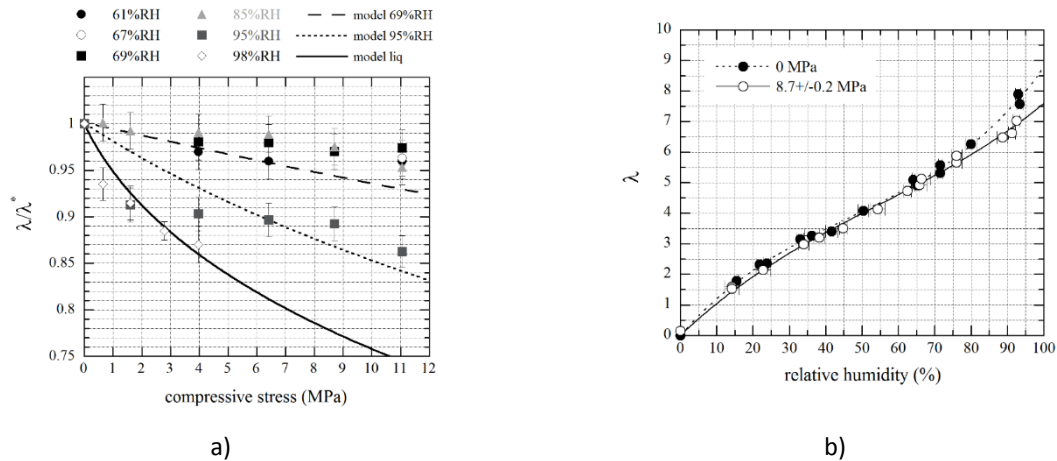 61%RH 85%RH model 69%RH
67%RH 95%RH model 95%RH
69%RH 98%RH model liq
1
0.95
0.9
0.85
0.8
0.75
λ/λ*
0 1 2 3 4 5 6 7 8 9 10 11 12
compressive stress (MPa)
a)
10
9
8
7
6
5
4
3
2
1
0
λ
0 MPa
8.7+/-0.2 MPa
0 10 20 30 40 50 60 70 80 90 100
relative humidity (%)
b)